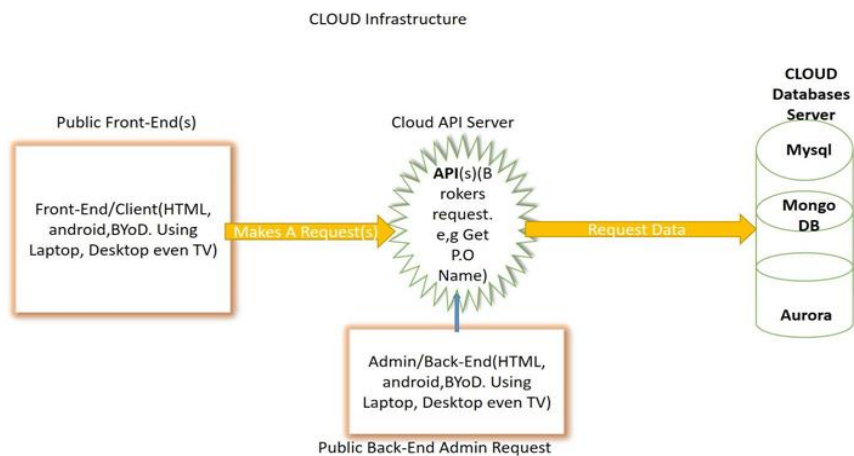 CLOUD Infrastructure
Public Front-End(s)
Front-End/Client(HTML,
android,BYoD. Using
Laptop, Desktop even TV)
Makes A Request(s)
Cloud API Server
API(s)(B
rokers
request.
e,g Get
P.O
Name)
Request Data
CLOUD
Databases
Server
Mysql
Mongo
DB
Aurora
Admin/Back-End(HTML,
android,BYoD. Using
Laptop, Desktop even TV)
Public Back-End Admin Request